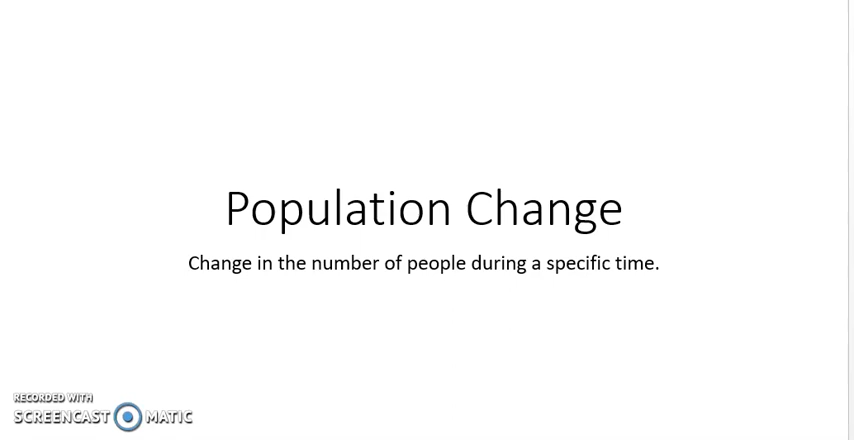 Population Change
Change in the number of people during a specific time.
RECORDED WITH
SCREENCAST MATIC